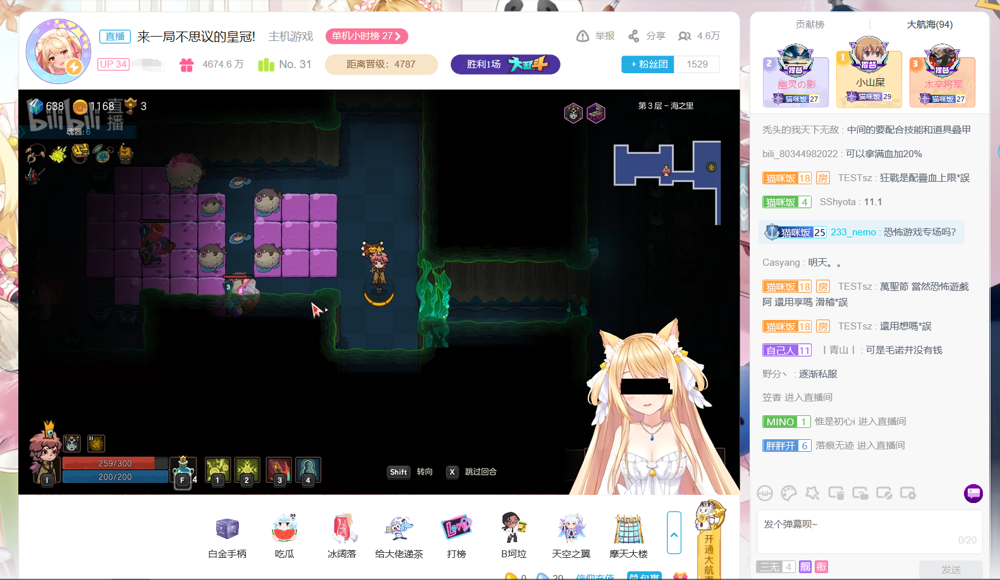 直播 来一局不思议的皇冠! 主机游戏 单机小时榜 27
举报 分享 4.6万
UP 34 4674.6 万 No. 31 距离晋级：4787 胜利1场 大乱斗
+ 粉丝团 1529
贡献榜 大航海(94)
2 提督 幽灵の影 猫咪饭 27
1 提督 小山屎 猫咪饭 29
3 提督 木辛将军 猫咪饭 27
638 1168 3
bilibili 直播
魂器: 6
第 3 层 – 海之里
1
3
259/300
200/200
I F 4 1 2 3 4
Shift 转向 X 跳过回合
秃头的我天下无敌 : 中间的要配合技能和道具叠甲
bili_80344982022 : 可以拿满血加20%
猫咪饭 18 房 TESTsz : 狂戰是配疊血上限*誤
猫咪饭 4 SShyota : 11.1
猫咪饭 25 233_nemo : 恐怖游戏专场吗？
Casyang : 明天。。
猫咪饭 18 房 TESTsz : 萬聖節 當然恐怖遊戲
阿 還用享嗎 滑稽*誤
猫咪饭 18 房 TESTsz : 還用想嗎*誤
自己人 11 丨青山丨 : 可是毛诺并没有钱
野分丶 : 逐渐私服
笠香 进入直播间
MINO 1 惟是初心i 进入直播间
胖胖开 6 落痕无迹 进入直播间
发个弹幕呗~
0/20
三无 4 舰 衔
发送
白金手柄 吃瓜 冰阔落 给大佬递茶 打榜 B坷垃 天空之翼 摩天大楼
开通大航海
0 20 信仰充值 包裹